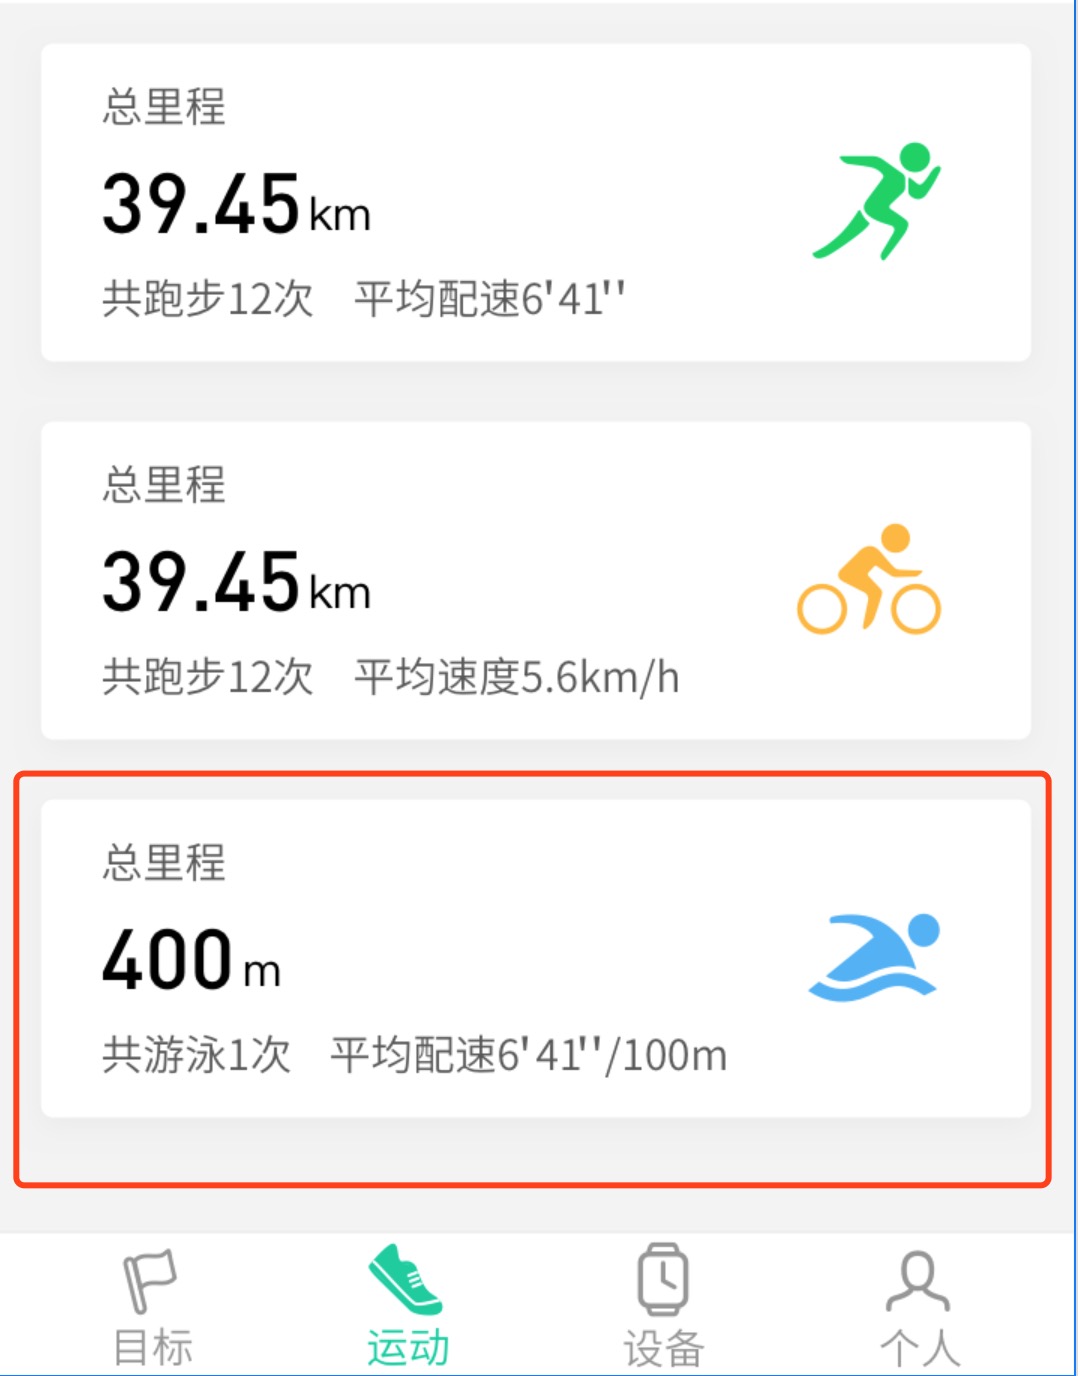 总里程
39.45km
共跑步12次 平均配速6'41''
总里程
39.45km
共跑步12次 平均速度5.6km/h
总里程
400m
共游泳1次 平均配速6'41''/100m
目标 运动 设备 个人